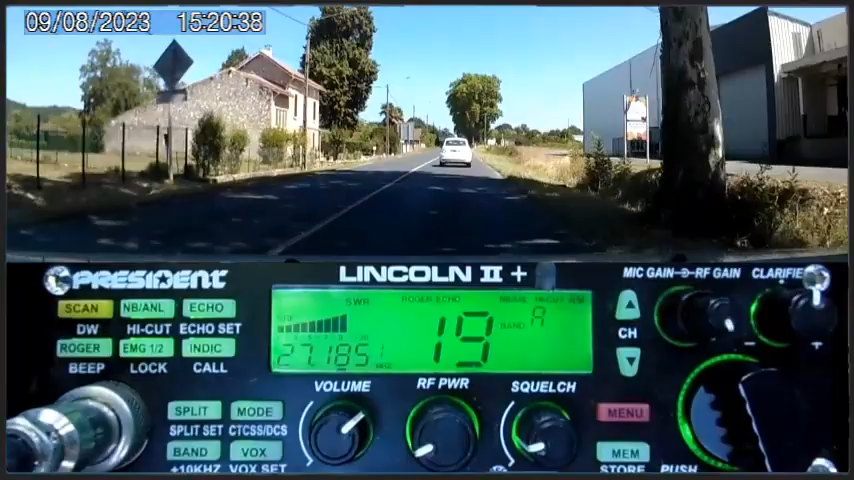 09/08/2023 15:20:38
PRESIDENT LINCOLN II + MIC GAIN RF GAIN CLARIFIER
SCAN NB/ANL ECHO
DW HI-CUT ECHO SET
ROGER EMG 1/2 INDIC
BEEP LOCK CALL
SWR ROGER ECHO NB/ANL HI-CUT
BAND A
19
27.185
CH
VOLUME RF PWR SQUELCH
SPLIT MODE MENU
SPLIT SET CTCSS/DCS
BAND VOX MEM
+10KHZ VOX SET STORE PUSH